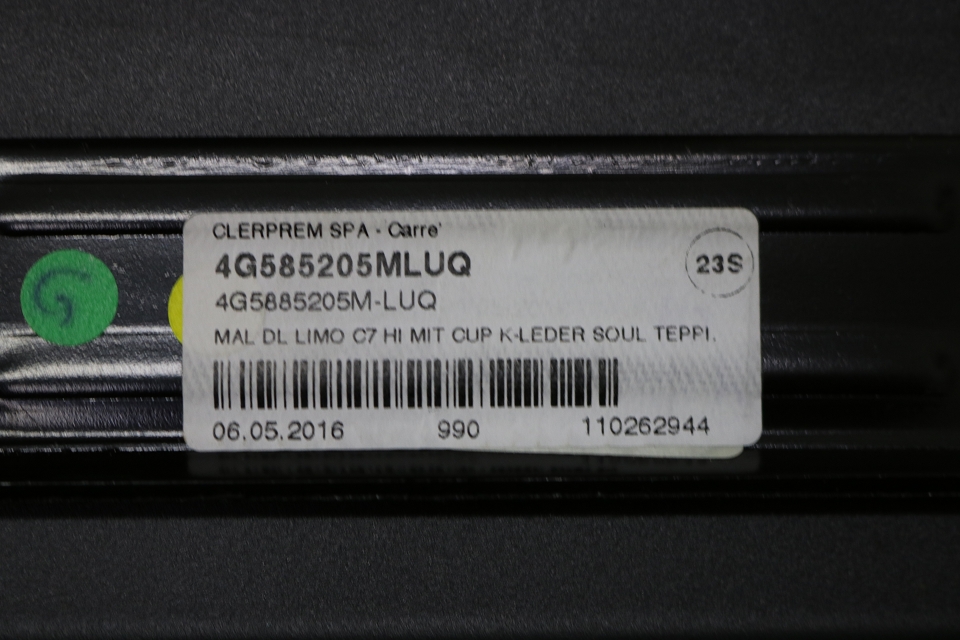 CLERPREM SPA - Carre'
4G585205MLUQ
23S
4G5885205M-LUQ
MAL DL LIMO C7 HI MIT CUP K-LEDER SOUL TEPPI.
06.05.2016 990 110262944
G